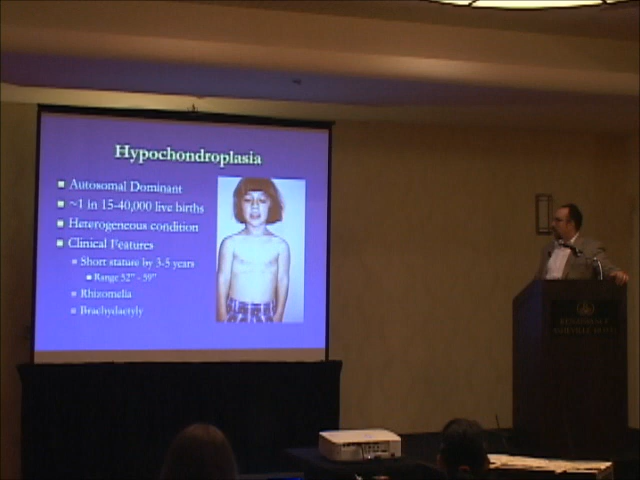 Hypochondroplasia
Autosomal Dominant
~1 in 15-40,000 live births
Heterogeneous condition
Clinical Features
Short stature by 3-5 years
Range 52" - 59"
Rhizomelia
Brachydactyly